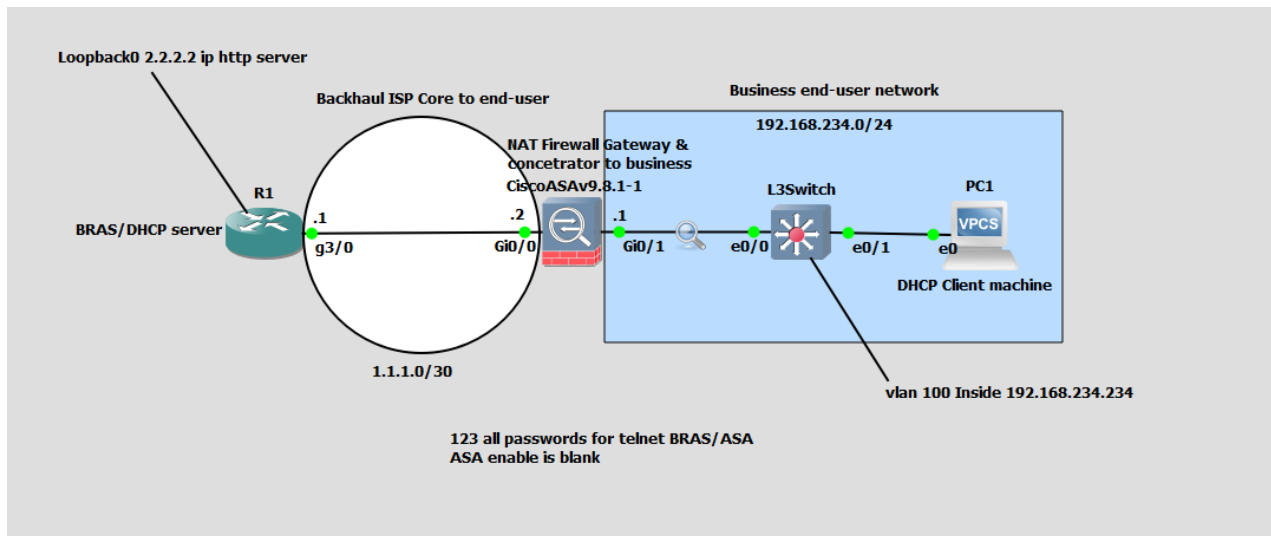 Loopback0 2.2.2.2 ip http server
Backhaul ISP Core to end-user
Business end-user network
192.168.234.0/24
NAT Firewall Gateway &
concetrator to business
CiscoASAv9.8.1-1
R1
L3Switch
PC1
BRAS/DHCP server
.1
g3/0
.2
Gi0/0
.1
Gi0/1
e0/0
e0/1
e0
VPCS
DHCP Client machine
1.1.1.0/30
vlan 100 Inside 192.168.234.234
123 all passwords for telnet BRAS/ASA
ASA enable is blank